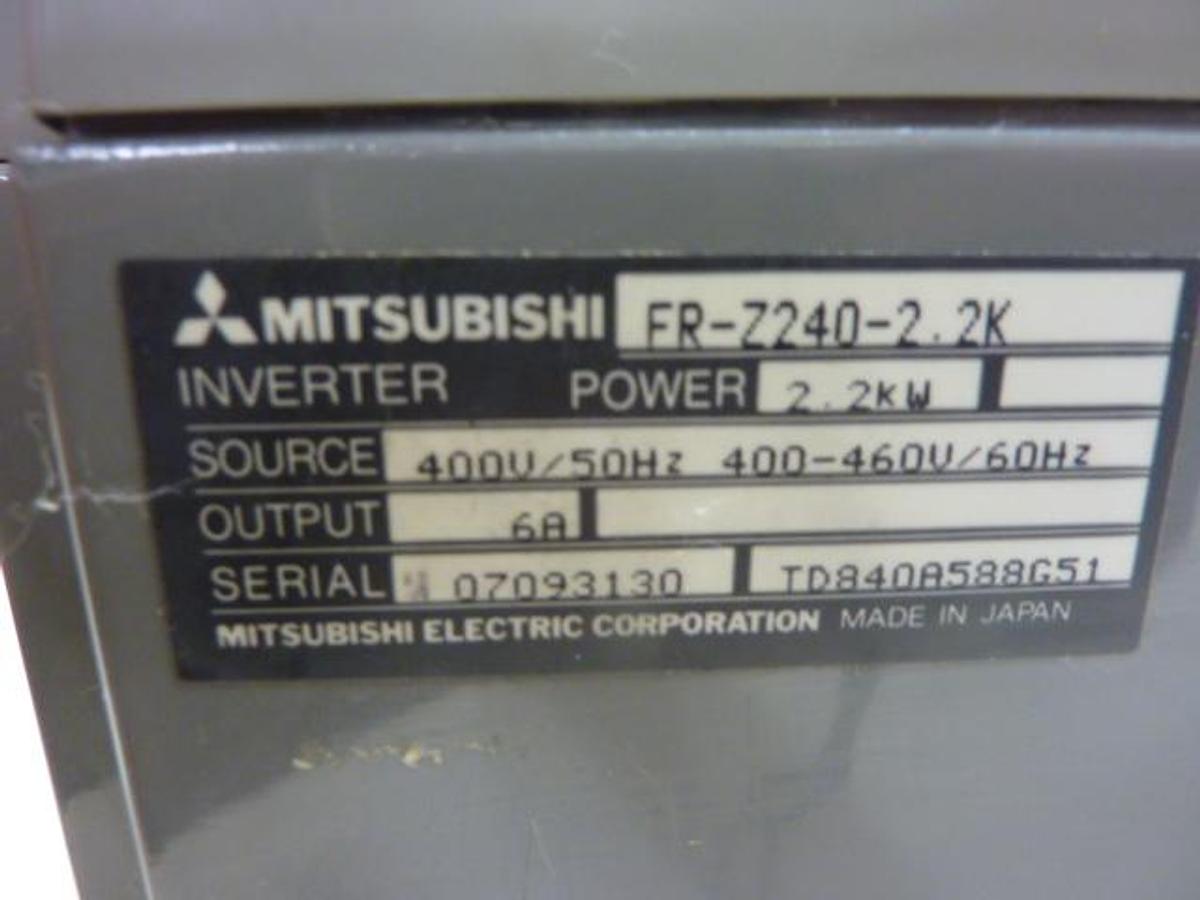 MITSUBISHI FR-Z240-2.2K
INVERTER POWER 2.2KW
SOURCE 400V/50Hz 400-460V/60Hz
OUTPUT 6A
SERIAL 07093130 TD840A588G51
MITSUBISHI ELECTRIC CORPORATION MADE IN JAPAN